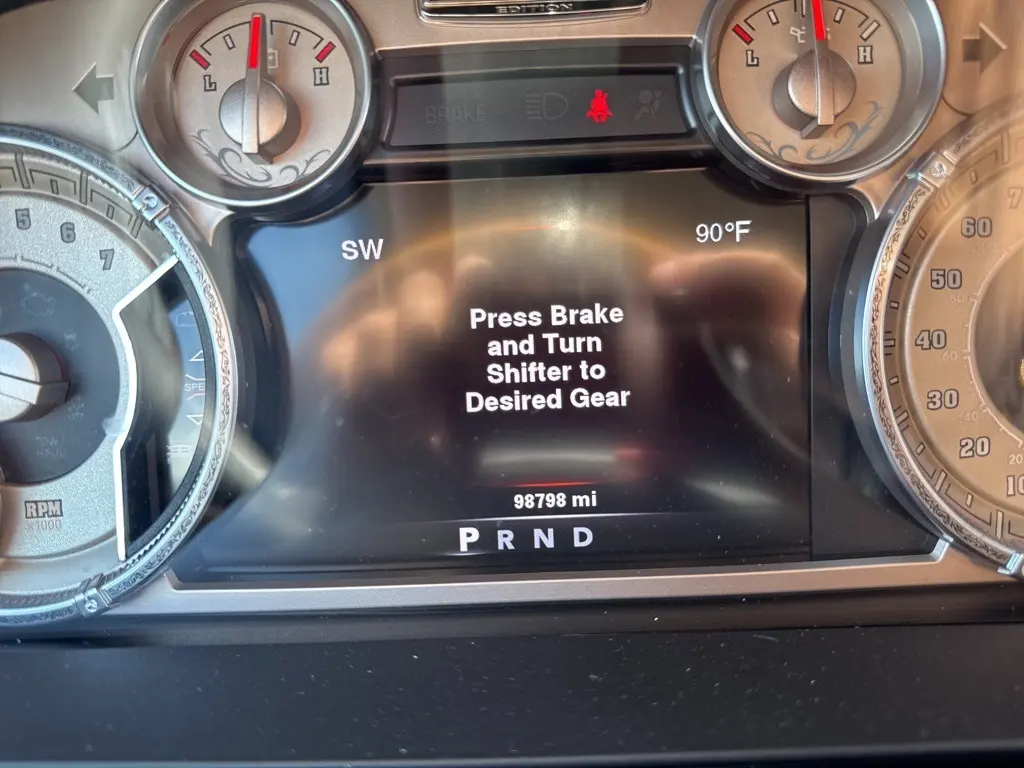 EDITION
L H
L H
BRAKE
5 6 7
SW
90°F
60
50
40
30
20
Press Brake
and Turn
Shifter to
Desired Gear
98798 mi
P R N D
RPM
X1000